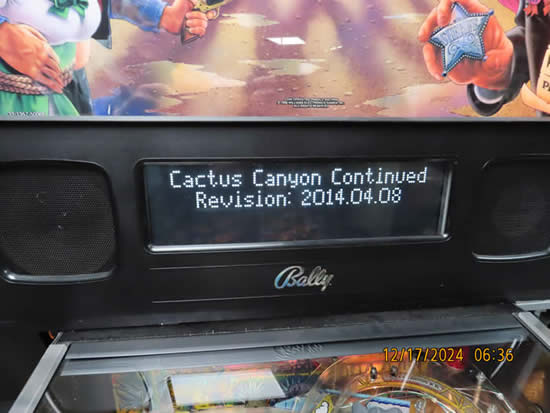 Cactus Canyon Continued
Revision: 2014.04.08
Bally
12/17/2024 06:36